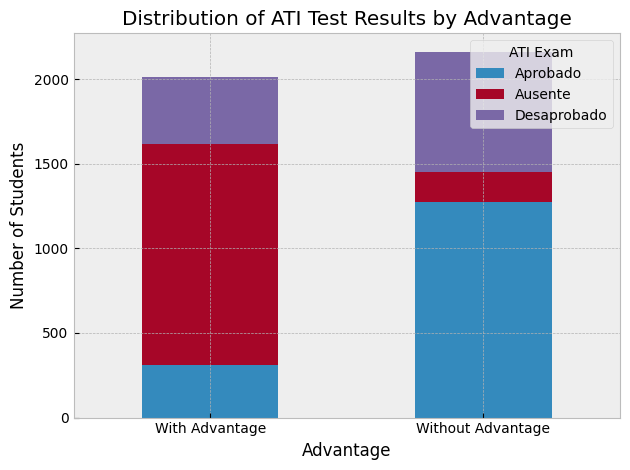 Distribution of ATI Test Results by Advantage
ATI Exam
Aprobado
Ausente
Desaprobado
2000
1500
1000
500
0
Number of Students
With Advantage
Without Advantage
Advantage